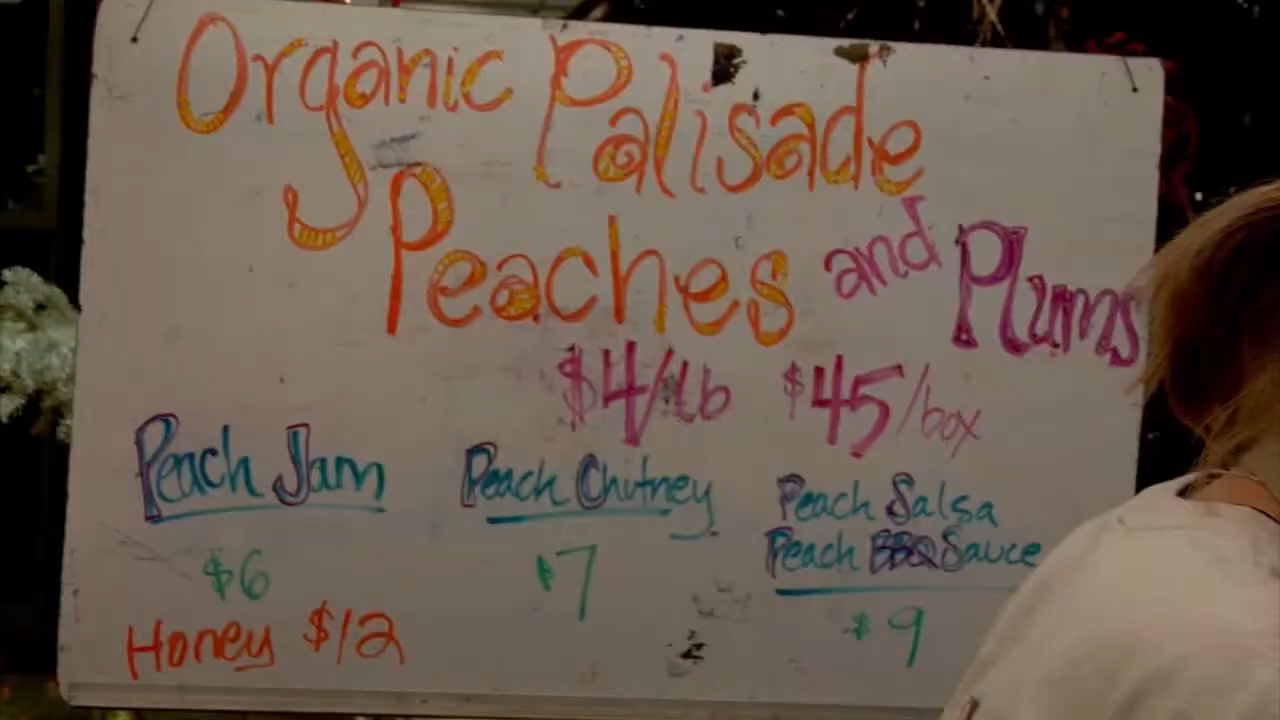 Organic Palisade
Peaches and Plums
$4/lb $45/box
Peach Jam
$6
Honey $12
Peach Chutney
$7
Peach Salsa
Peach BBQ Sauce
$9